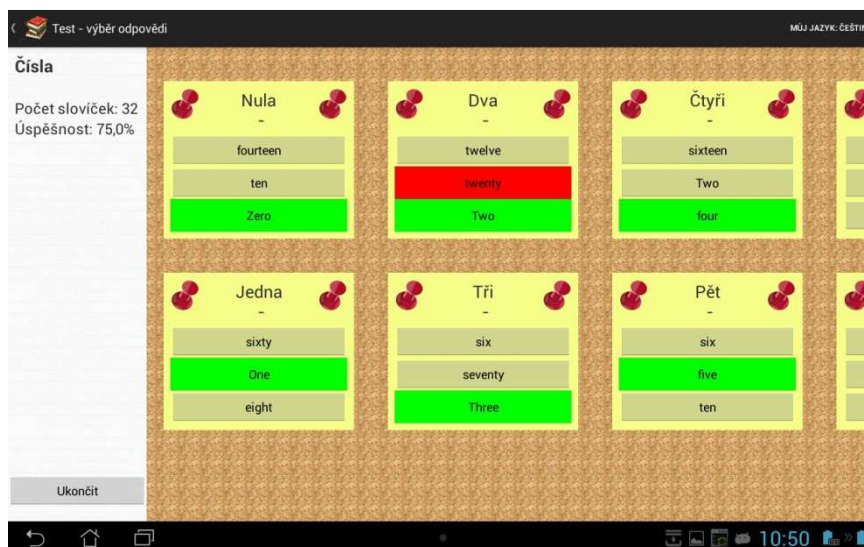 Test - výběr odpovědi
MŮJ JAZYK: ČEŠTIN
Čísla
Počet slovíček: 32
Úspěšnost: 75,0%
Nula
-
fourteen
ten
Zero
Dva
-
twelve
twenty
Two
Čtyři
-
sixteen
Two
four
Jedna
-
sixty
One
eight
Tři
-
six
seventy
Three
Pět
-
six
five
ten
Ukončit
10:50